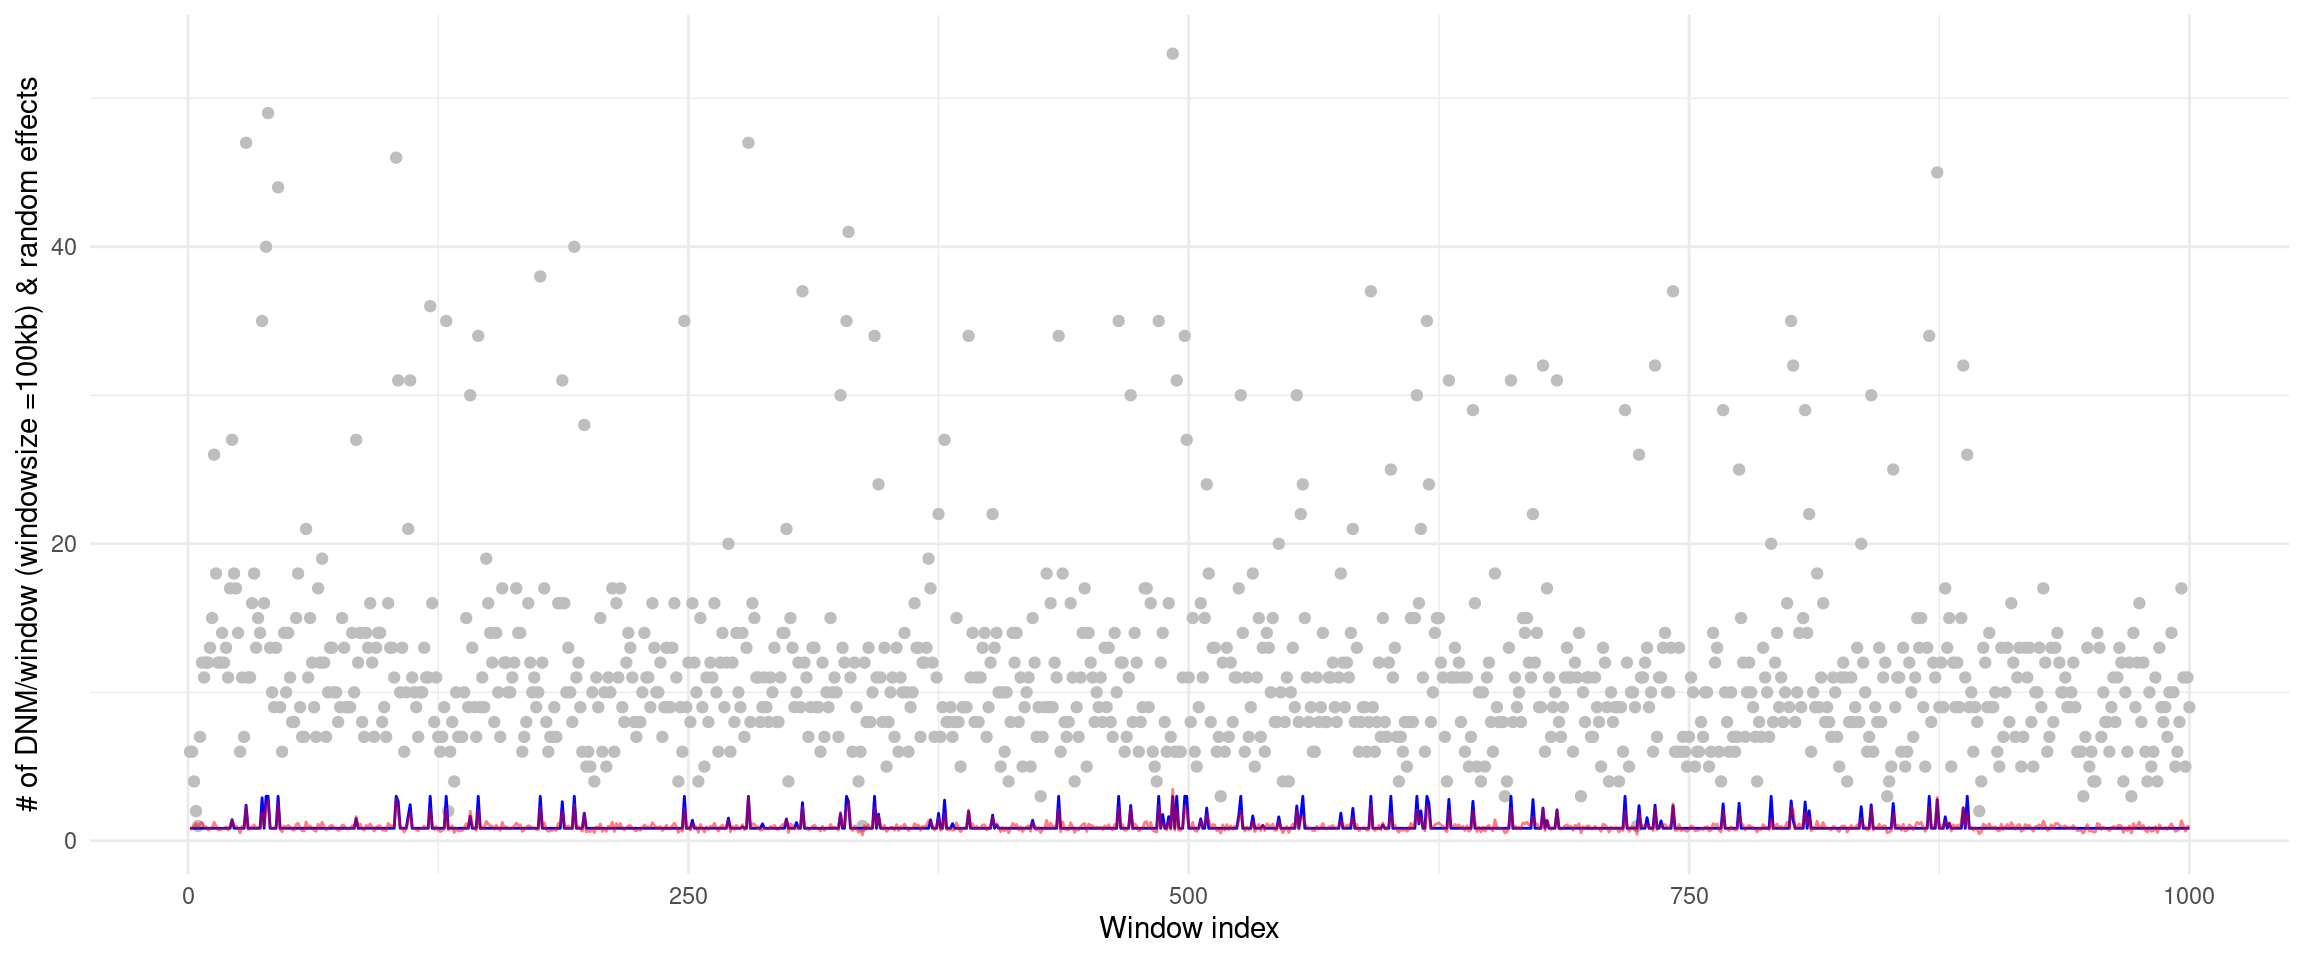 # of DNM/window (windowsize =100kb) & random effects
40
20
0
0 250 500 750 1000
Window index